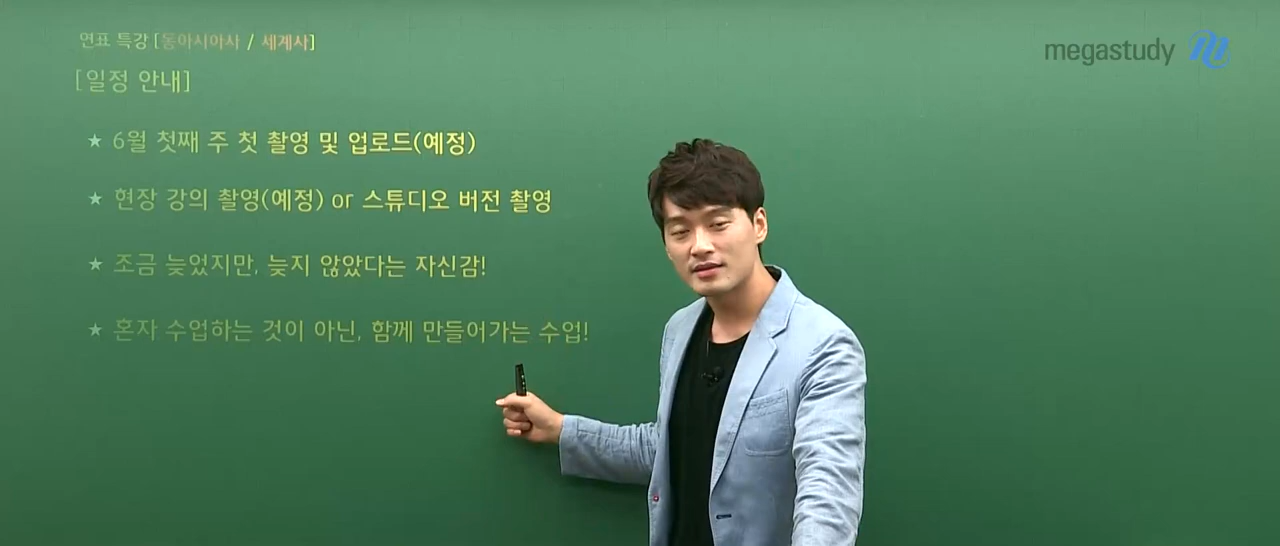 연표 특강 [동아시아사 / 세계사]
megastudy
[일정 안내]
★ 6월 첫째 주 첫 촬영 및 업로드(예정)
★ 현장 강의 촬영(예정) or 스튜디오 버전 촬영
★ 조금 늦었지만, 늦지 않았다는 자신감!
★ 혼자 수업하는 것이 아닌, 함께 만들어가는 수업!